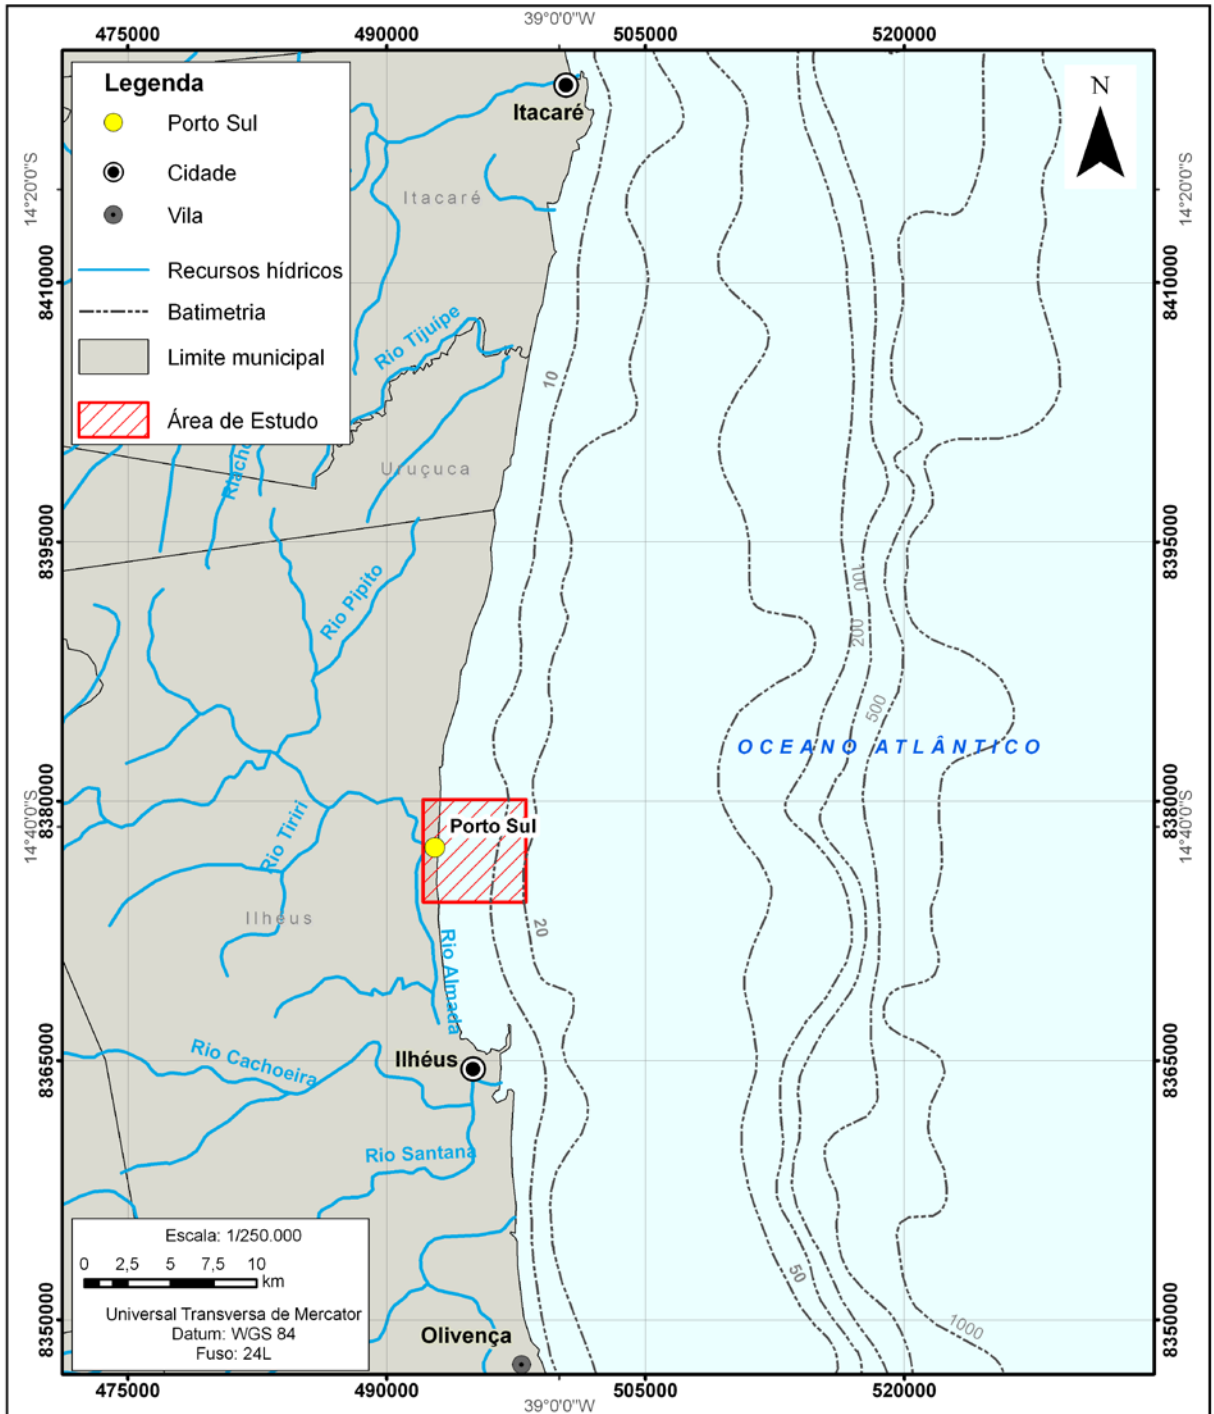 39°0'0"W
475000
490000
505000
520000
Legenda
Porto Sul
Cidade
Vila
Recursos hídricos
Batimetria
Limite municipal
Área de Estudo
N
Itacaré
Itacaré
14°20'0"S
14°20'0"S
8410000
8410000
Rio Tijuípe
10
Riacho
Uruçuca
8395000
8395000
100
Rio Pipito
200
500
OCEANO ATLÂNTICO
8380000
8380000
14°40'0"S
14°40'0"S
Porto Sul
Rio Tiriri
Ilhéus
20
Rio Almada
Ilhéus
8365000
8365000
Rio Cachoeira
Rio Santana
Escala: 1/250.000
0 2,5 5 7,5 10
km
Universal Transversa de Mercator
Datum: WGS 84
Fuso: 24L
50
1000
Olivença
8350000
8350000
475000
490000
505000
520000
39°0'0"W